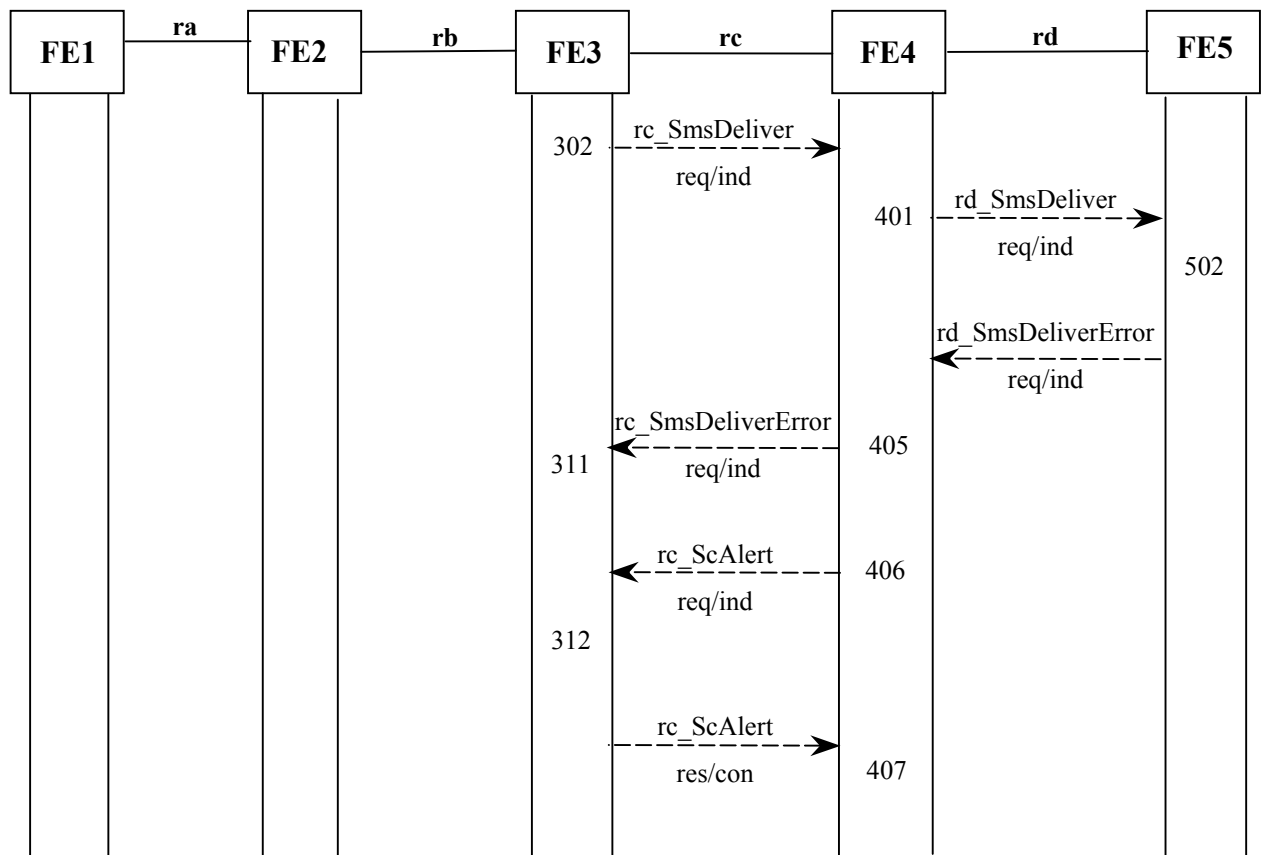 FE1 ra FE2 rb FE3 rc FE4 rd FE5
302 rc_SmsDeliver
req/ind
401 rd_SmsDeliver
req/ind
502
rd_SmsDeliverError
req/ind
rc_SmsDeliverError 405
311 req/ind
rc_ScAlert 406
req/ind
312
rc_ScAlert
res/con 407